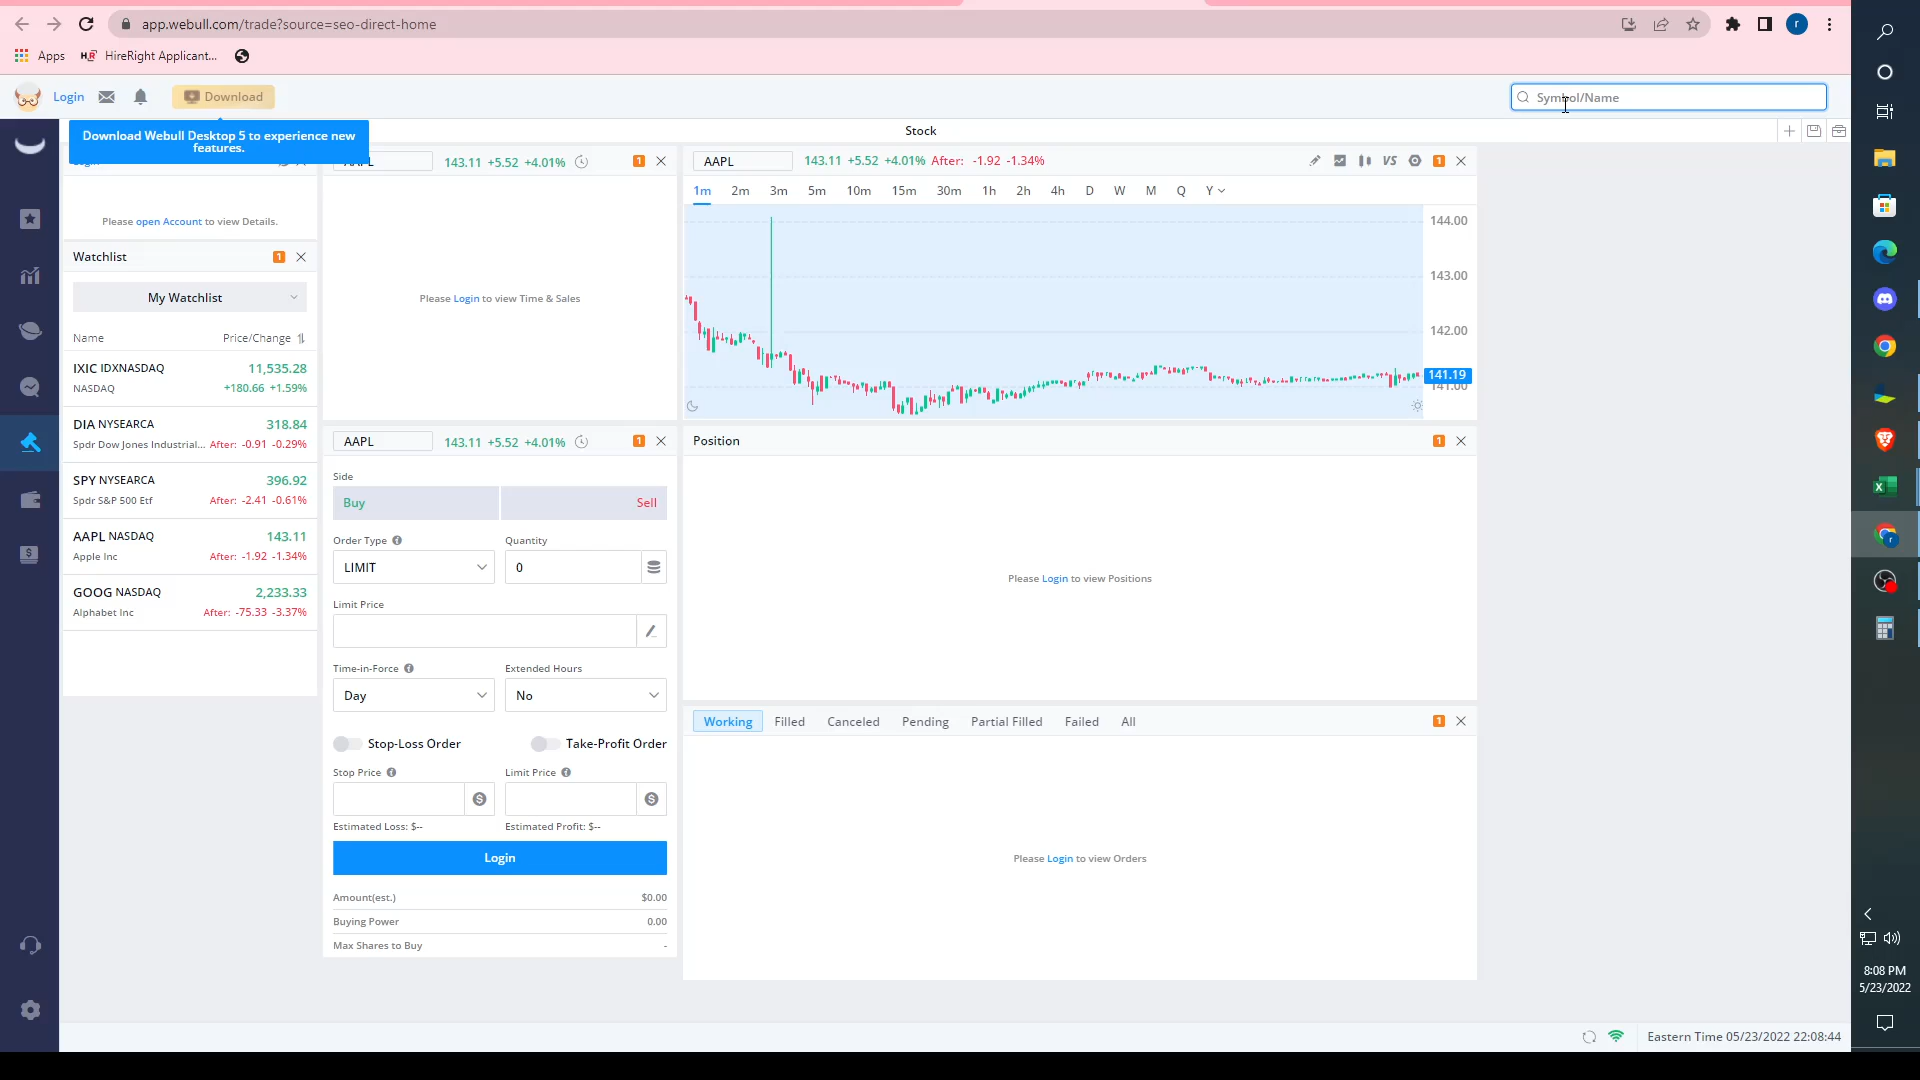 app.webull.com/trade?source=seo-direct-home
r
Apps
HR HireRight Applicant...
Login
Download
Symbol/Name
Download Webull Desktop 5 to experience new
features.
Stock
143.11 +5.52 +4.01%
1
AAPL
143.11 +5.52 +4.01% After: -1.92 -1.34%
VS
1
1m 2m 3m 5m 10m 15m 30m 1h 2h 4h D W M Q Y
Please open Account to view Details.
Watchlist
1
My Watchlist
Name
Price/Change
IXIC IDXNASDAQ
11,535.28
NASDAQ
+180.66 +1.59%
DIA NYSEARCA
318.84
Spdr Dow Jones Industrial...
After: -0.91 -0.29%
SPY NYSEARCA
396.92
Spdr S&P 500 Etf
After: -2.41 -0.61%
AAPL NASDAQ
143.11
Apple Inc
After: -1.92 -1.34%
GOOG NASDAQ
2,233.33
Alphabet Inc
After: -75.33 -3.37%
Please Login to view Time & Sales
144.00
143.00
142.00
141.19
141.00
AAPL
143.11 +5.52 +4.01%
1
Side
Buy
Sell
Order Type
Quantity
LIMIT
0
Limit Price
Time-in-Force
Extended Hours
Day
No
Stop-Loss Order
Take-Profit Order
Stop Price
Limit Price
Estimated Loss: $--
Estimated Profit: $--
Login
Amount(est.)
$0.00
Buying Power
0.00
Max Shares to Buy
-
Position
1
Please Login to view Positions
Working Filled Canceled Pending Partial Filled Failed All
1
Please Login to view Orders
Eastern Time 05/23/2022 22:08:44
8:08 PM
5/23/2022